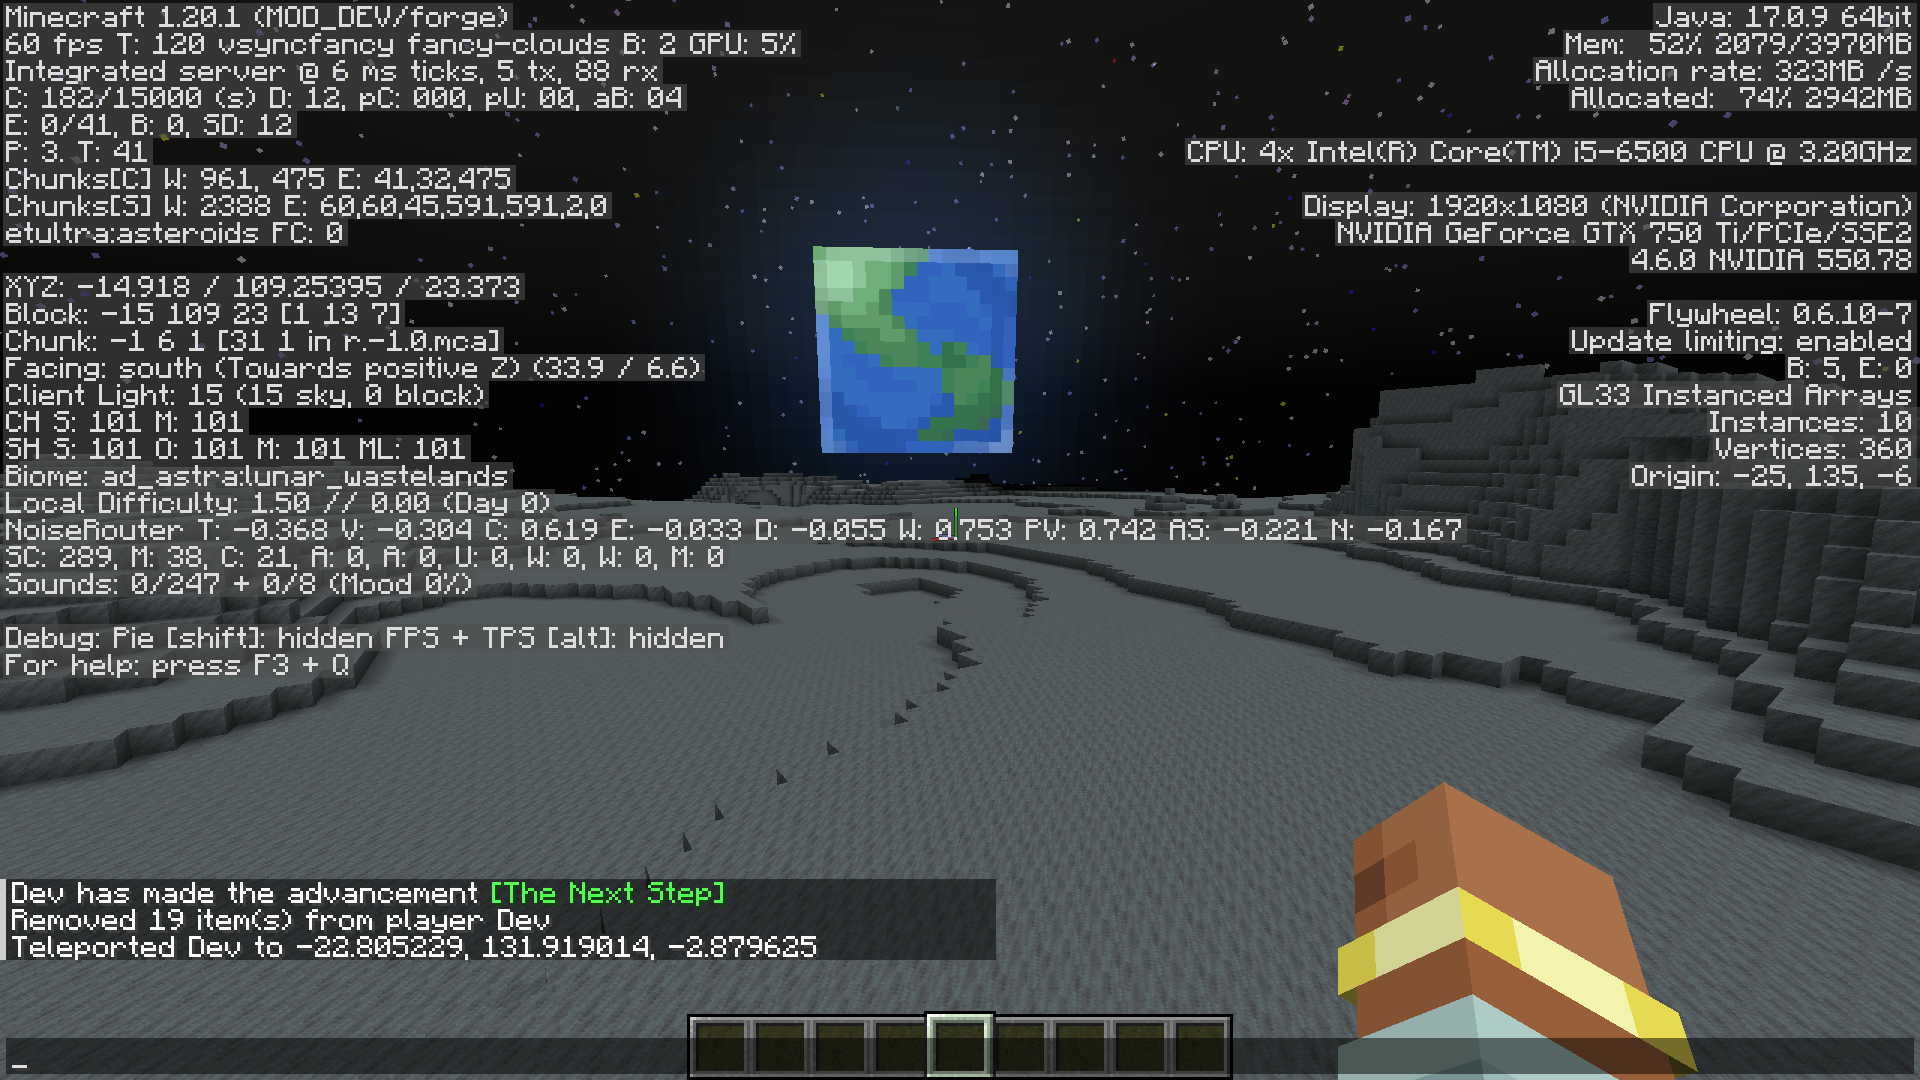 Minecraft 1.20.1 (MOD_DEV/forge)
60 fps T: 120 vsyncfancy fancy-clouds B: 2 GPU: 5%
Integrated server @ 6 ms ticks, 5 tx, 88 rx
C: 182/15000 (s) D: 12, pC: 000, pU: 00, aB: 04
E: 0/41, B: 0, SD: 12
P: 3. T: 41
Chunks[C] W: 961, 475 E: 41,32,475
Chunks[S] W: 2388 E: 60,60,45,591,591,2,0
etultra:asteroids FC: 0
XYZ: -14.918 / 109.25395 / 23.373
Block: -15 109 23 [1 13 7]
Chunk: -1 6 1 [31 1 in r.-1.0.mca]
Facing: south (Towards positive Z) (33.9 / 6.6)
Client Light: 15 (15 sky, 0 block)
CH S: 101 M: 101
SH S: 101 O: 101 M: 101 ML: 101
Biome: ad_astra:lunar_wastelands
Local Difficulty: 1.50 // 0.00 (Day 0)
NoiseRouter T: -0.368 V: -0.304 C: 0.619 E: -0.033 D: -0.055 W: 0.753 PV: 0.742 AS: -0.221 N: -0.167
SC: 289, M: 38, C: 21, A: 0, A: 0, U: 0, W: 0, W: 0, M: 0
Sounds: 0/247 + 0/8 (Mood 0%)
Debug: Pie [shift]: hidden FPS + TPS [alt]: hidden
For help: press F3 + Q
Java: 17.0.9 64bit
Mem: 52% 2079/3970MB
Allocation rate: 323MB /s
Allocated: 74% 2942MB
CPU: 4x Intel(R) Core(TM) i5-6500 CPU @ 3.20GHz
Display: 1920x1080 (NVIDIA Corporation)
NVIDIA GeForce GTX 750 Ti/PCIe/SSE2
4.6.0 NVIDIA 550.78
Flywheel: 0.6.10-7
Update limiting: enabled
B: 5, E: 0
GL33 Instanced Arrays
Instances: 10
Vertices: 360
Origin: -25, 135, -6
Dev has made the advancement [The Next Step]
Removed 19 item(s) from player Dev
Teleported Dev to -22.805229, 131.919014, -2.879625
_